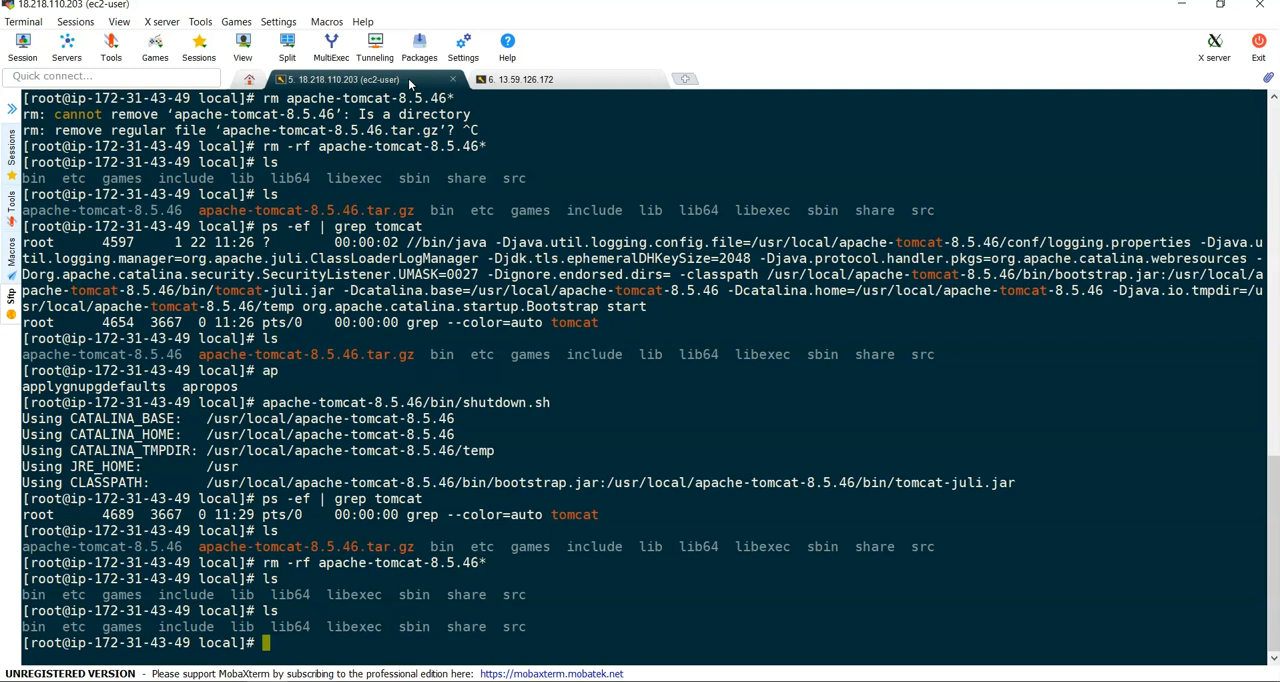 18.218.110.203 (ec2-user)
Terminal Sessions View X server Tools Games Settings Macros Help
Session Servers Tools Games Sessions View Split MultiExec Tunneling Packages Settings Help X server Exit
Quick connect... 5. 18.218.110.203 (ec2-user) 6. 13.59.126.172
Sessions
Tools
Macros
Sftp
[root@ip-172-31-43-49 local]# rm apache-tomcat-8.5.46*
rm: cannot remove ‘apache-tomcat-8.5.46’: Is a directory
rm: remove regular file ‘apache-tomcat-8.5.46.tar.gz’? ^C
[root@ip-172-31-43-49 local]# rm -rf apache-tomcat-8.5.46*
[root@ip-172-31-43-49 local]# ls
bin etc games include lib lib64 libexec sbin share src
[root@ip-172-31-43-49 local]# ls
apache-tomcat-8.5.46 apache-tomcat-8.5.46.tar.gz bin etc games include lib lib64 libexec sbin share src
[root@ip-172-31-43-49 local]# ps -ef | grep tomcat
root 4597 1 22 11:26 ? 00:00:02 //bin/java -Djava.util.logging.config.file=/usr/local/apache-tomcat-8.5.46/conf/logging.properties -Djava.u
til.logging.manager=org.apache.juli.ClassLoaderLogManager -Djdk.tls.ephemeralDHKeySize=2048 -Djava.protocol.handler.pkgs=org.apache.catalina.webresources -
Dorg.apache.catalina.security.SecurityListener.UMASK=0027 -Dignore.endorsed.dirs= -classpath /usr/local/apache-tomcat-8.5.46/bin/bootstrap.jar:/usr/local/a
pache-tomcat-8.5.46/bin/tomcat-juli.jar -Dcatalina.base=/usr/local/apache-tomcat-8.5.46 -Dcatalina.home=/usr/local/apache-tomcat-8.5.46 -Djava.io.tmpdir=/u
sr/local/apache-tomcat-8.5.46/temp org.apache.catalina.startup.Bootstrap start
root 4654 3667 0 11:26 pts/0 00:00:00 grep --color=auto tomcat
[root@ip-172-31-43-49 local]# ls
apache-tomcat-8.5.46 apache-tomcat-8.5.46.tar.gz bin etc games include lib lib64 libexec sbin share src
[root@ip-172-31-43-49 local]# ap
applygnupgdefaults apropos
[root@ip-172-31-43-49 local]# apache-tomcat-8.5.46/bin/shutdown.sh
Using CATALINA_BASE: /usr/local/apache-tomcat-8.5.46
Using CATALINA_HOME: /usr/local/apache-tomcat-8.5.46
Using CATALINA_TMPDIR: /usr/local/apache-tomcat-8.5.46/temp
Using JRE_HOME: /usr
Using CLASSPATH: /usr/local/apache-tomcat-8.5.46/bin/bootstrap.jar:/usr/local/apache-tomcat-8.5.46/bin/tomcat-juli.jar
[root@ip-172-31-43-49 local]# ps -ef | grep tomcat
root 4689 3667 0 11:29 pts/0 00:00:00 grep --color=auto tomcat
[root@ip-172-31-43-49 local]# ls
apache-tomcat-8.5.46 apache-tomcat-8.5.46.tar.gz bin etc games include lib lib64 libexec sbin share src
[root@ip-172-31-43-49 local]# rm -rf apache-tomcat-8.5.46*
[root@ip-172-31-43-49 local]# ls
bin etc games include lib lib64 libexec sbin share src
[root@ip-172-31-43-49 local]# ls
bin etc games include lib lib64 libexec sbin share src
[root@ip-172-31-43-49 local]#
UNREGISTERED VERSION - Please support MobaXterm by subscribing to the professional edition here: https://mobaxterm.mobatek.net